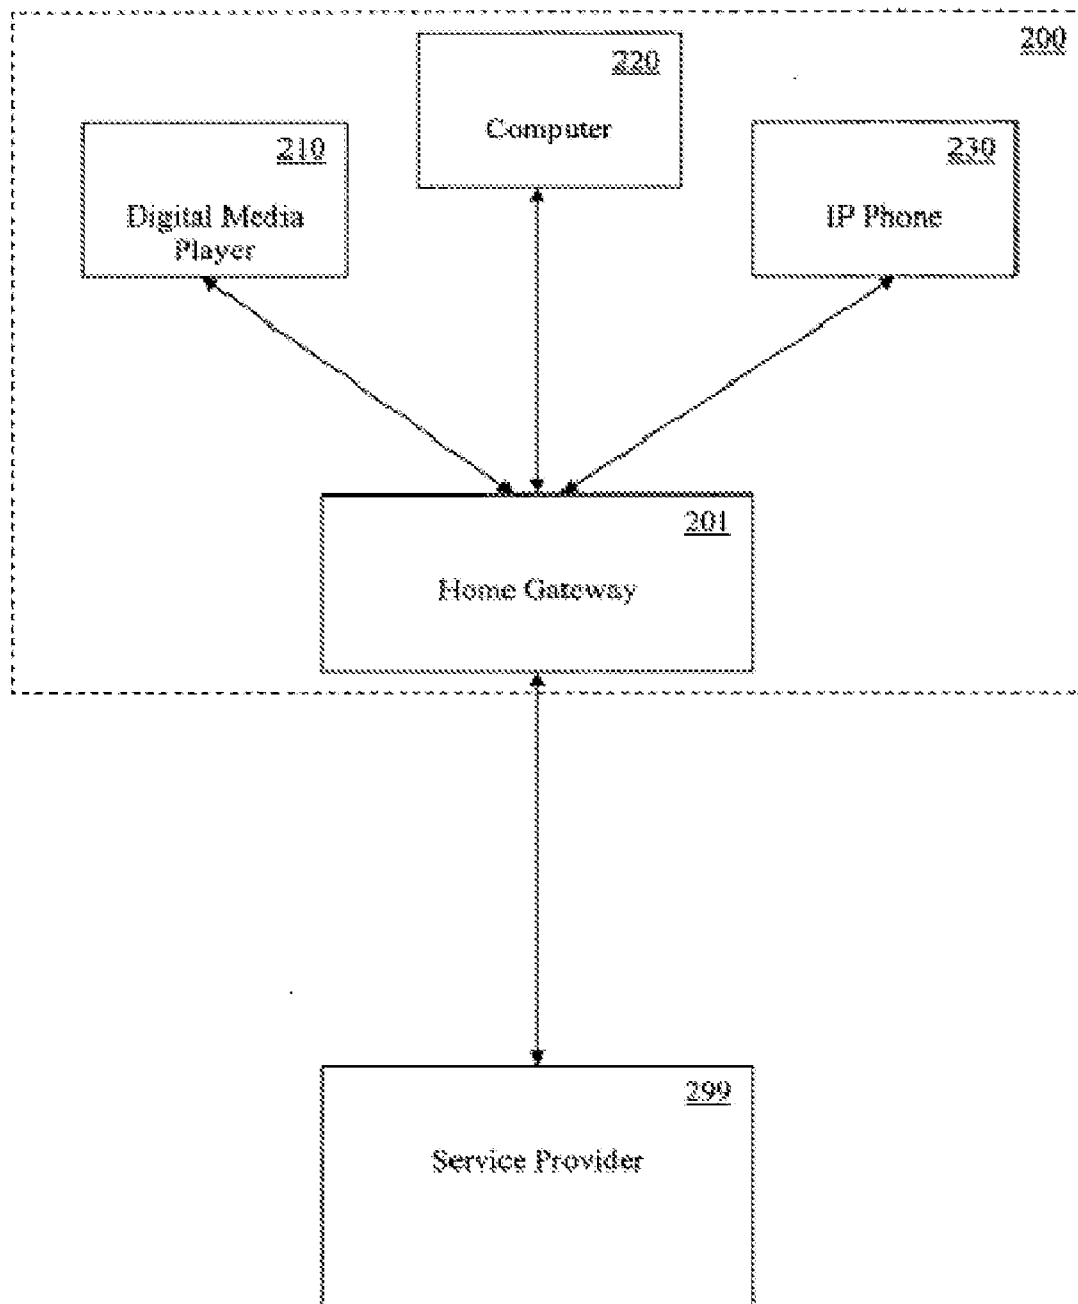 200
220
Computer
210
Digital Media
Player
230
IP Phone
201
Home Gateway
299
Service Provider